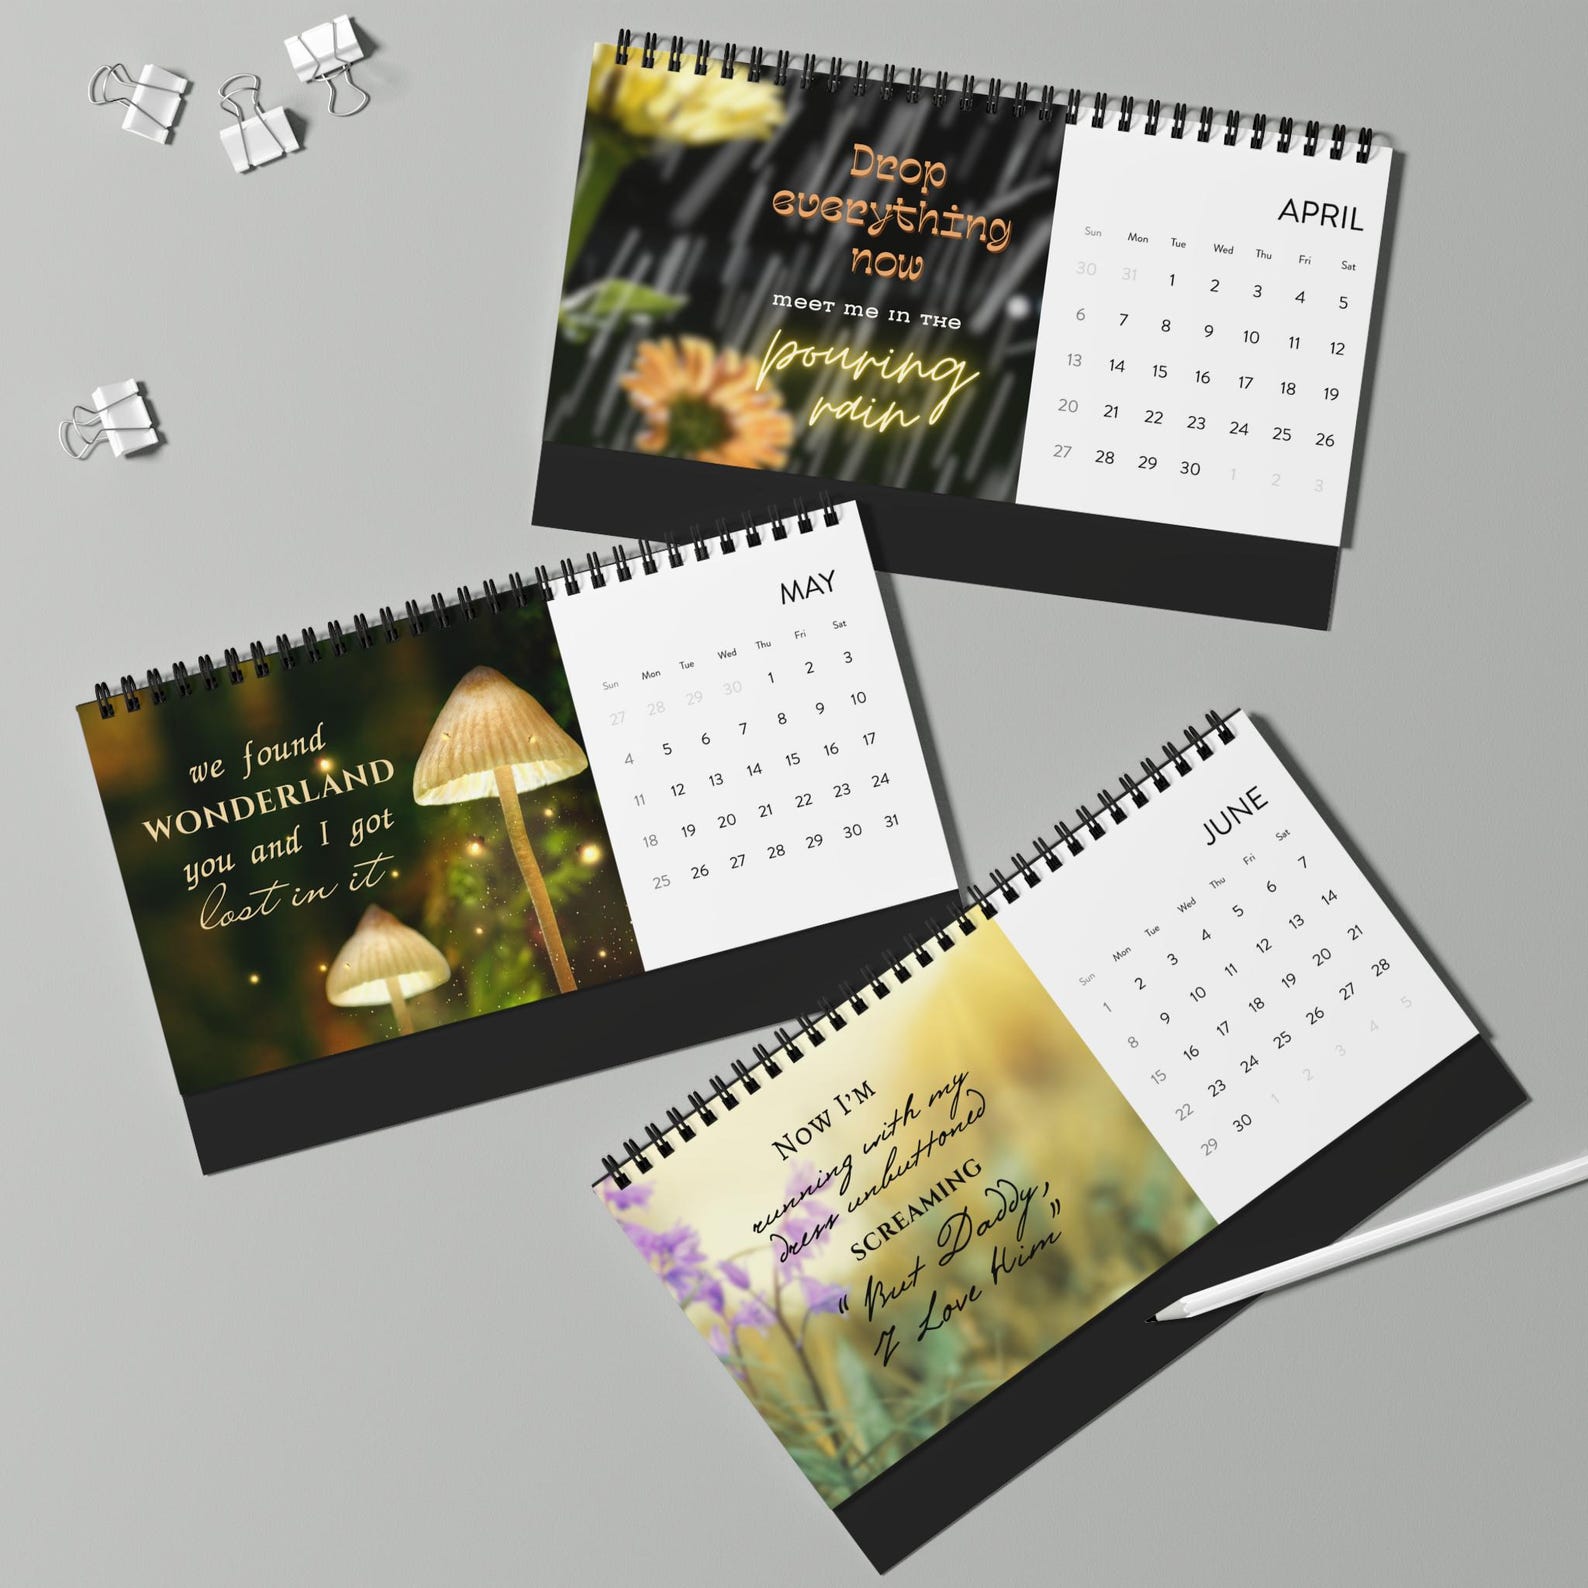 Drop
everything
now
meet me in the
pouring
rain
APRIL
Sun Mon Tue Wed Thu Fri Sat
30 31 1 2 3 4 5
6 7 8 9 10 11 12
13 14 15 16 17 18 19
20 21 22 23 24 25 26
27 28 29 30 1 2 3
we found
WONDERLAND
you and I got
lost in it
MAY
Sun Mon Tue Wed Thu Fri Sat
27 28 29 30 1 2 3
4 5 6 7 8 9 10
11 12 13 14 15 16 17
18 19 20 21 22 23 24
25 26 27 28 29 30 31
Now I'm
running with my
dress unbuttoned
SCREAMING
"But Daddy,
I Love Him"
JUNE
Sun Mon Tue Wed Thu Fri Sat
1 2 3 4 5 6 7
8 9 10 11 12 13 14
15 16 17 18 19 20 21
22 23 24 25 26 27 28
29 30 1 2 3 4 5